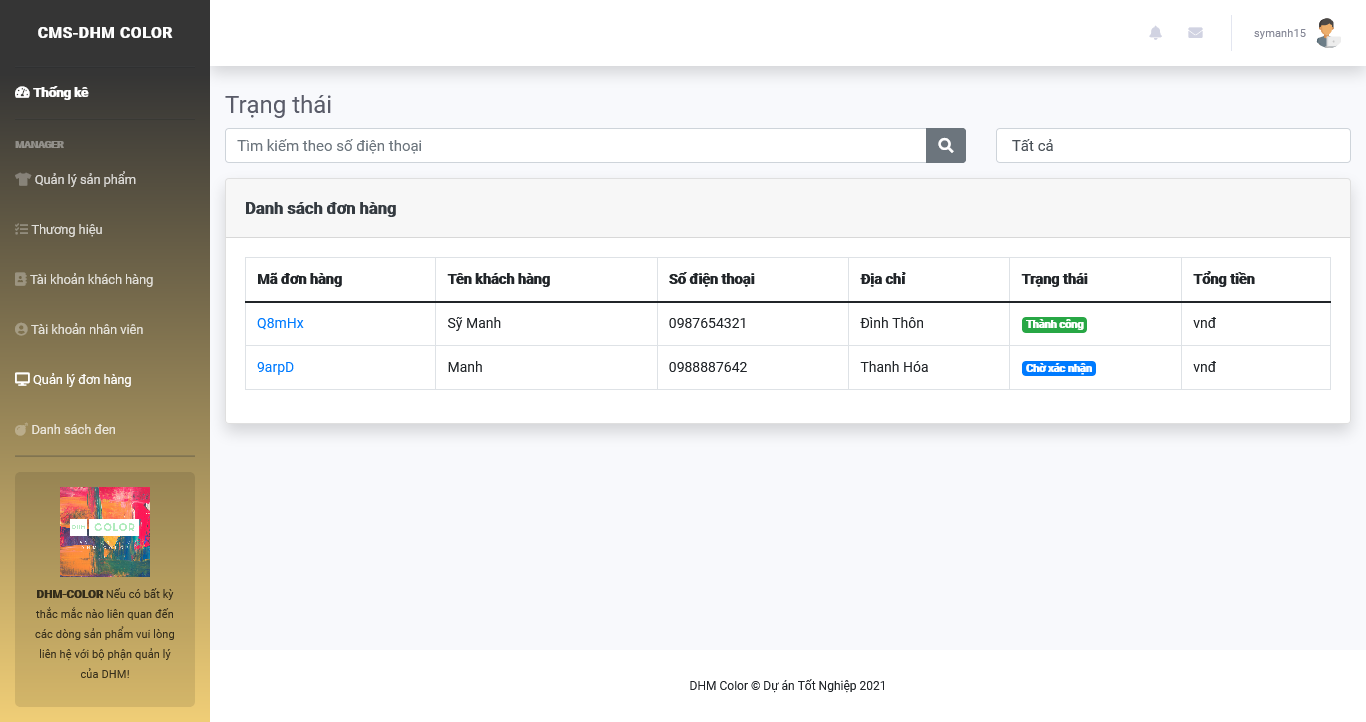 CMS-DHM COLOR
symanh15
Thống kê
MANAGER
Quản lý sản phẩm
Thương hiệu
Tài khoản khách hàng
Tài khoản nhân viên
Quản lý đơn hàng
Danh sách đen
DHM COLOR
DHM-COLOR Nếu có bất kỳ
thắc mắc nào liên quan đến
các dòng sản phẩm vui lòng
liên hệ với bộ phận quản lý
của DHM!
Trạng thái
Tìm kiếm theo số điện thoại
Tất cả
Danh sách đơn hàng
Mã đơn hàng Tên khách hàng Số điện thoại Địa chỉ Trạng thái Tổng tiền
Q8mHx Sỹ Manh 0987654321 Đình Thôn Thành công vnđ
9arpD Manh 0988887642 Thanh Hóa Chờ xác nhận vnđ
DHM Color © Dự án Tốt Nghiệp 2021